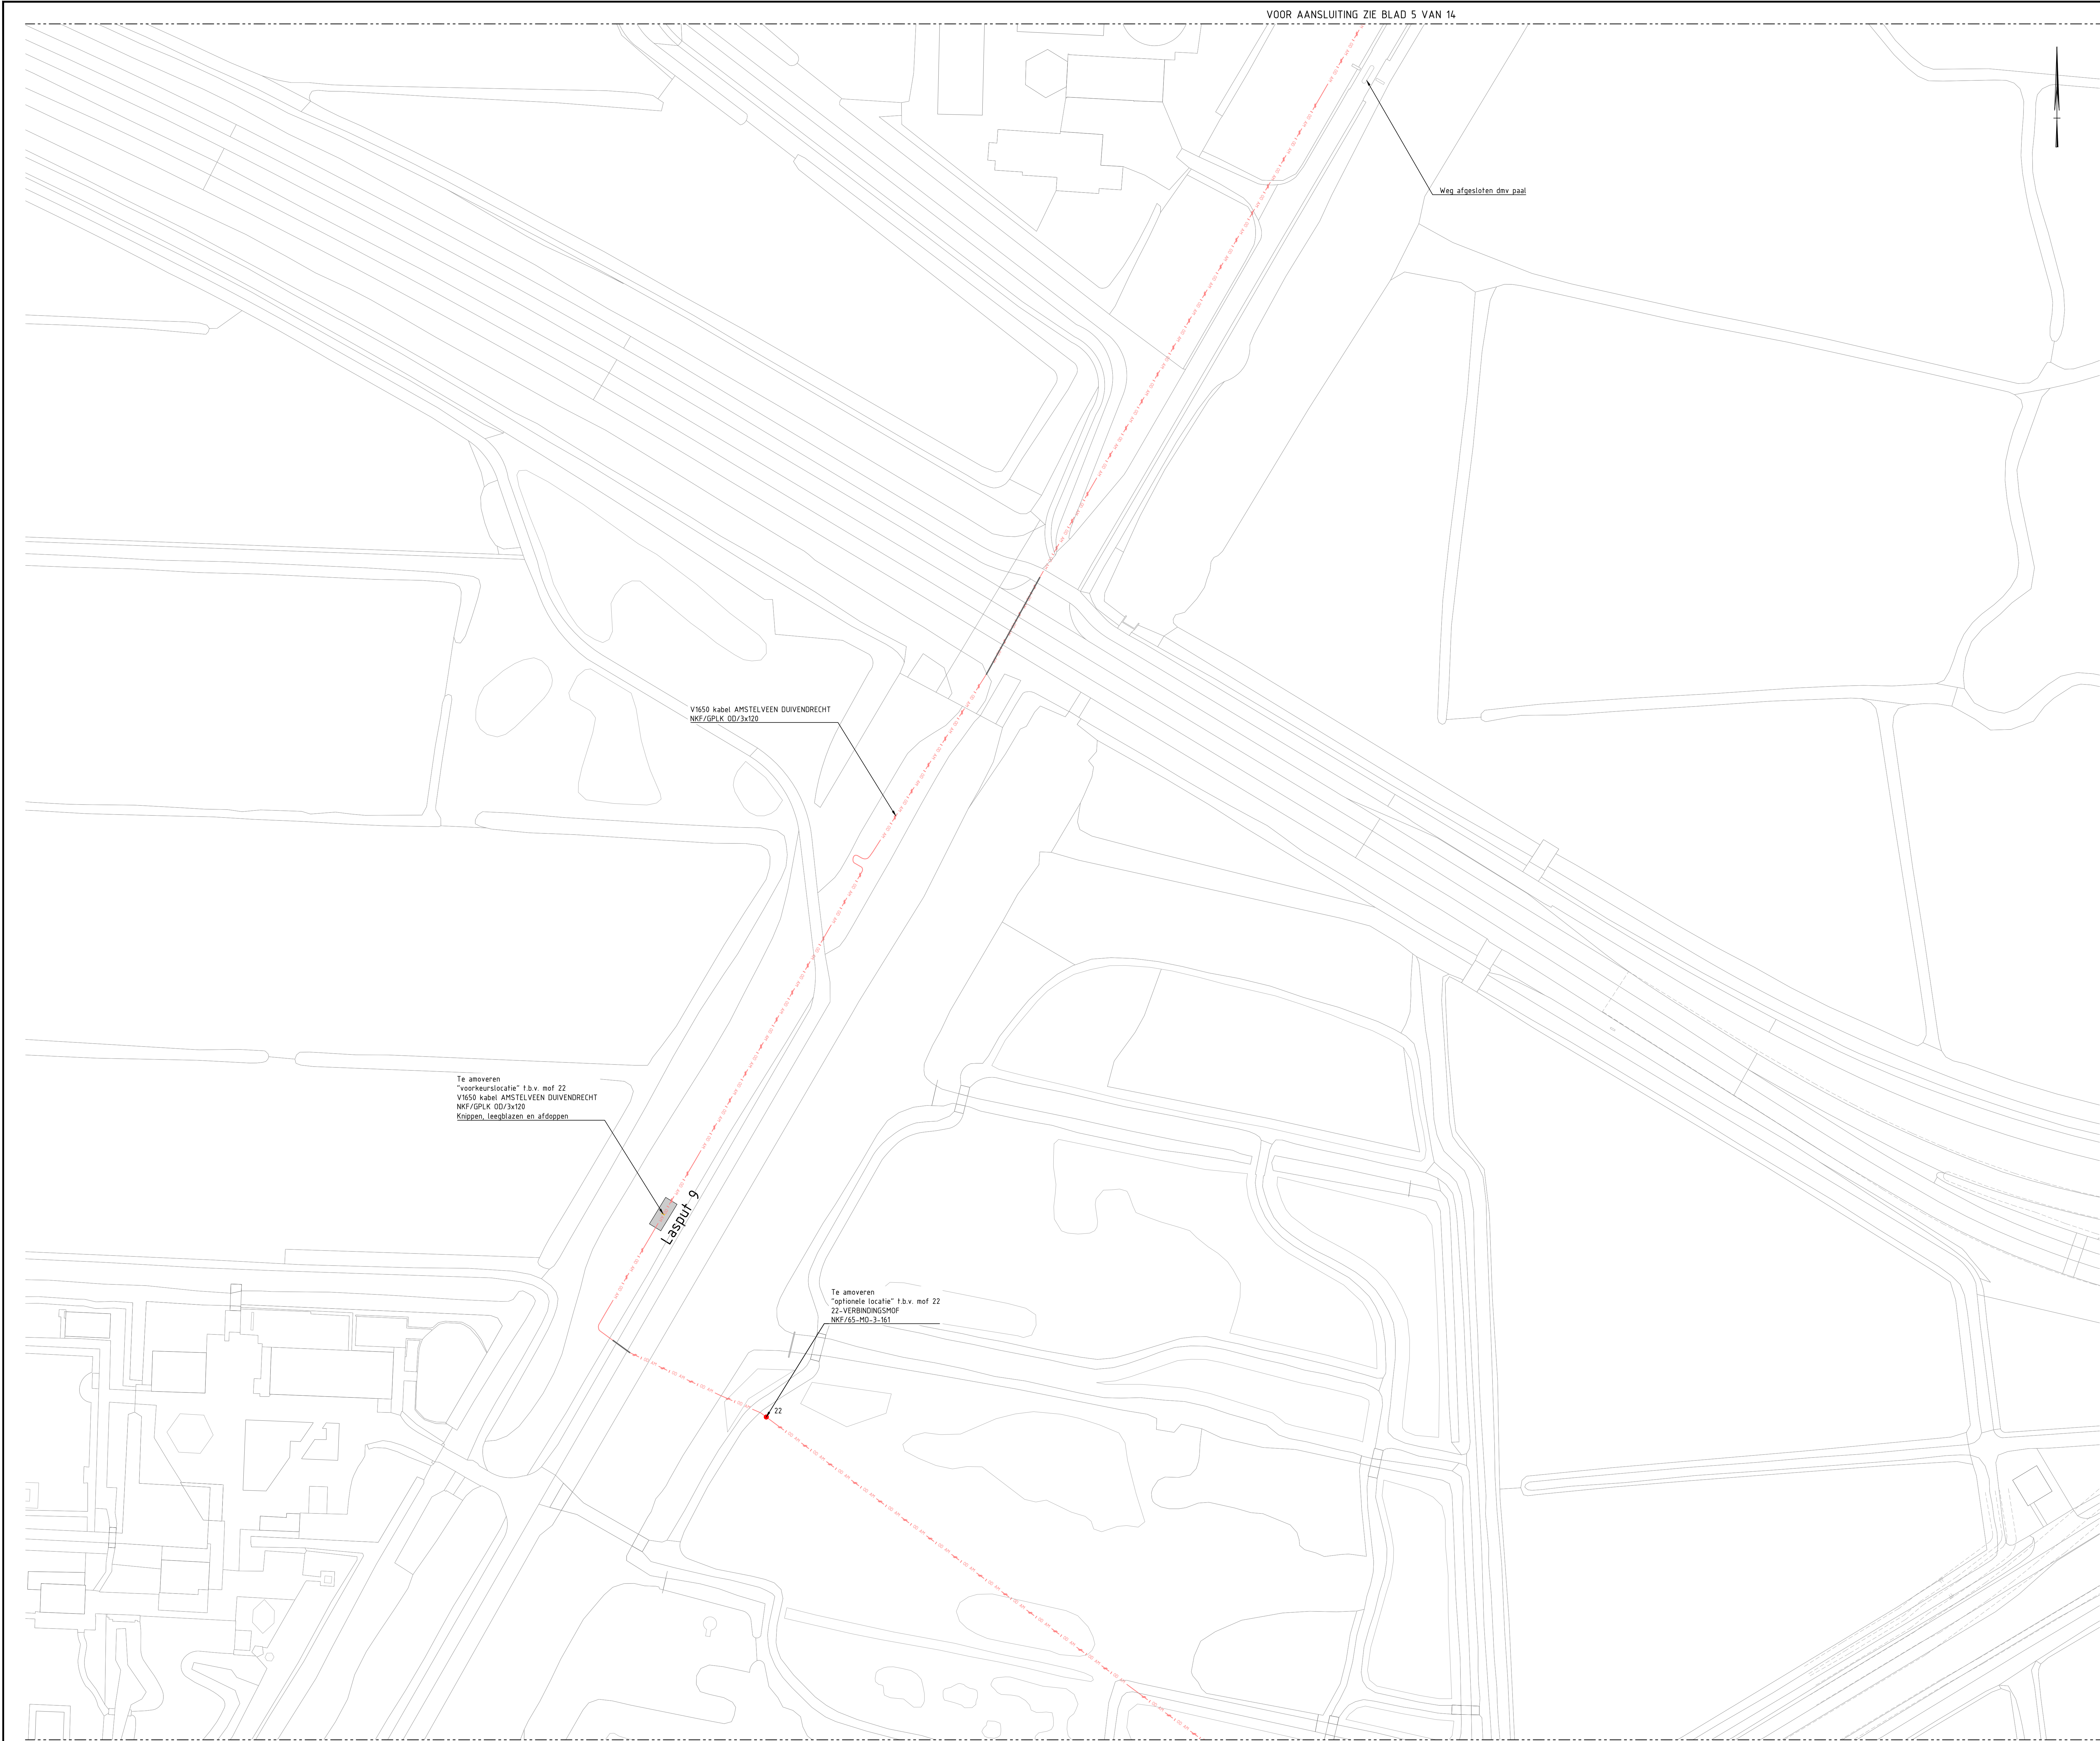 VOOR AANSLUITING ZIE BLAD 5 VAN 14
Weg afgesloten dmv paal
V1650 kabel AMSTELVEEN DUIVENDRECHT
NKF/GPLK OD/3x120
Te amoveren
"voorkeurslocatie" t.b.v. mof 22
V1650 kabel AMSTELVEEN DUIVENDRECHT
NKF/GPLK OD/3x120
Knippen, leegblazen en afdoppen
Lasput 9
Te amoveren
"optionele locatie" t.b.v. mof 22
22-VERBINDINGSMOF
NKF/65-MO-3-161
22